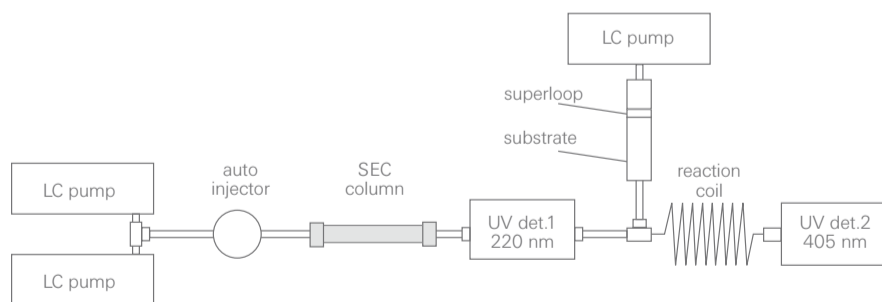 LC pump
superloop
substrate
auto
injector
SEC
column
reaction
coil
LC pump
UV det.1
220 nm
UV det.2
405 nm
LC pump